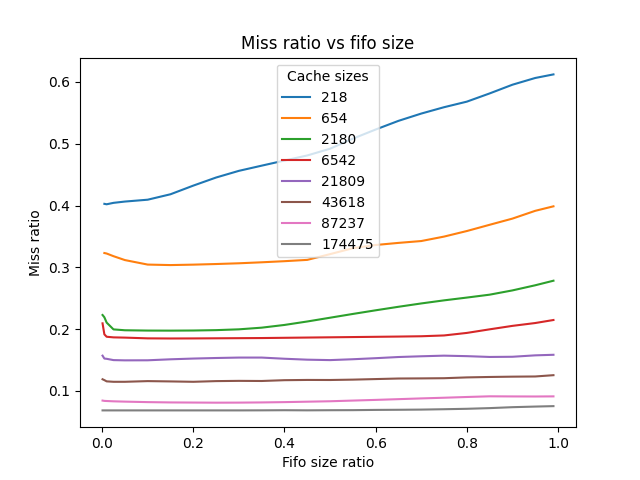 Miss ratio vs fifo size
Cache sizes
218
654
2180
6542
21809
43618
87237
174475
Miss ratio
0.6
0.5
0.4
0.3
0.2
0.1
0.0 0.2 0.4 0.6 0.8 1.0
Fifo size ratio